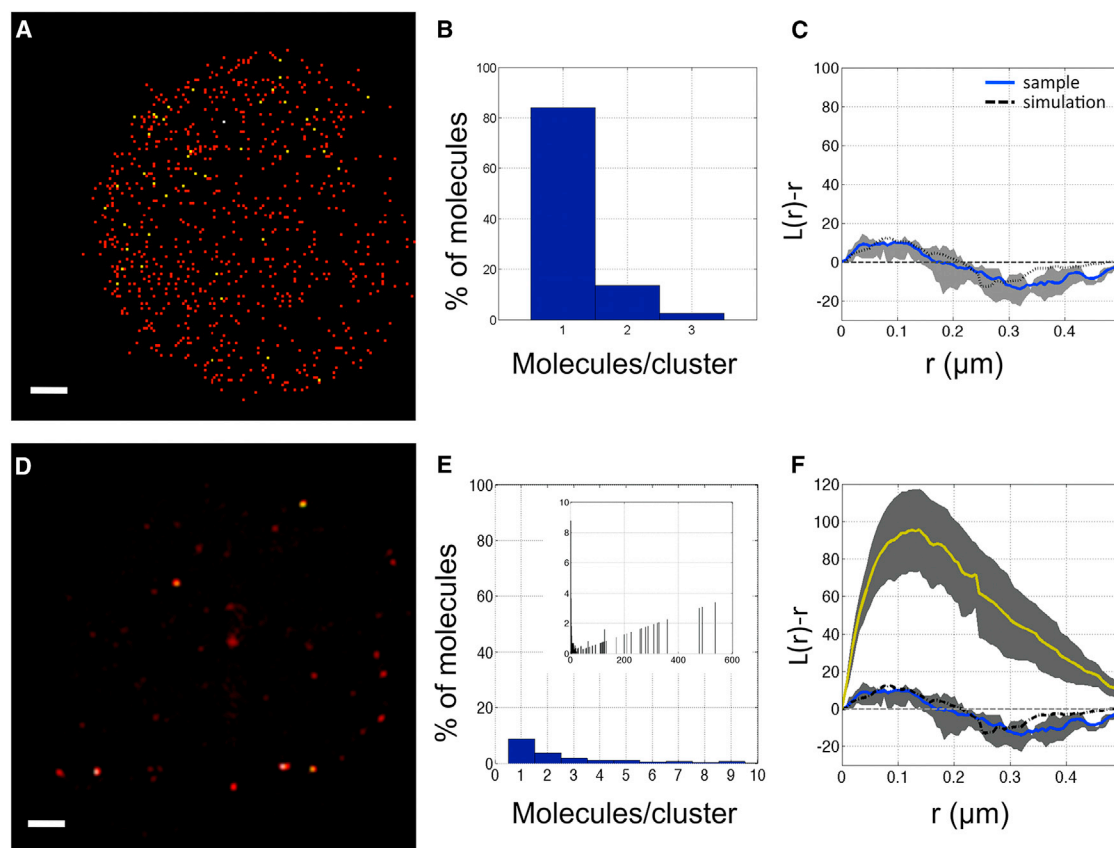 A
B
100
80
60
40
20
0
1 2 3
% of molecules
Molecules/cluster
C
100
80
60
40
20
0
-20
0 0.1 0.2 0.3 0.4
L(r)-r
r (µm)
sample
simulation
D
E
100
80
60
40
20
0
0 1 2 3 4 5 6 7 8 9 10
% of molecules
Molecules/cluster
10
8
6
4
2
0
0 200 400 600
F
120
100
80
60
40
20
0
-20
0 0.1 0.2 0.3 0.4
L(r)-r
r (µm)